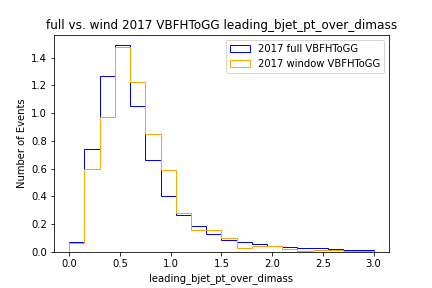 full vs. wind 2017 VBFHToGG leading_bjet_pt_over_dimass
2017 full VBFHToGG
2017 window VBFHToGG
Number of Events
1.4
1.2
1.0
0.8
0.6
0.4
0.2
0.0
0.0 0.5 1.0 1.5 2.0 2.5 3.0
leading_bjet_pt_over_dimass